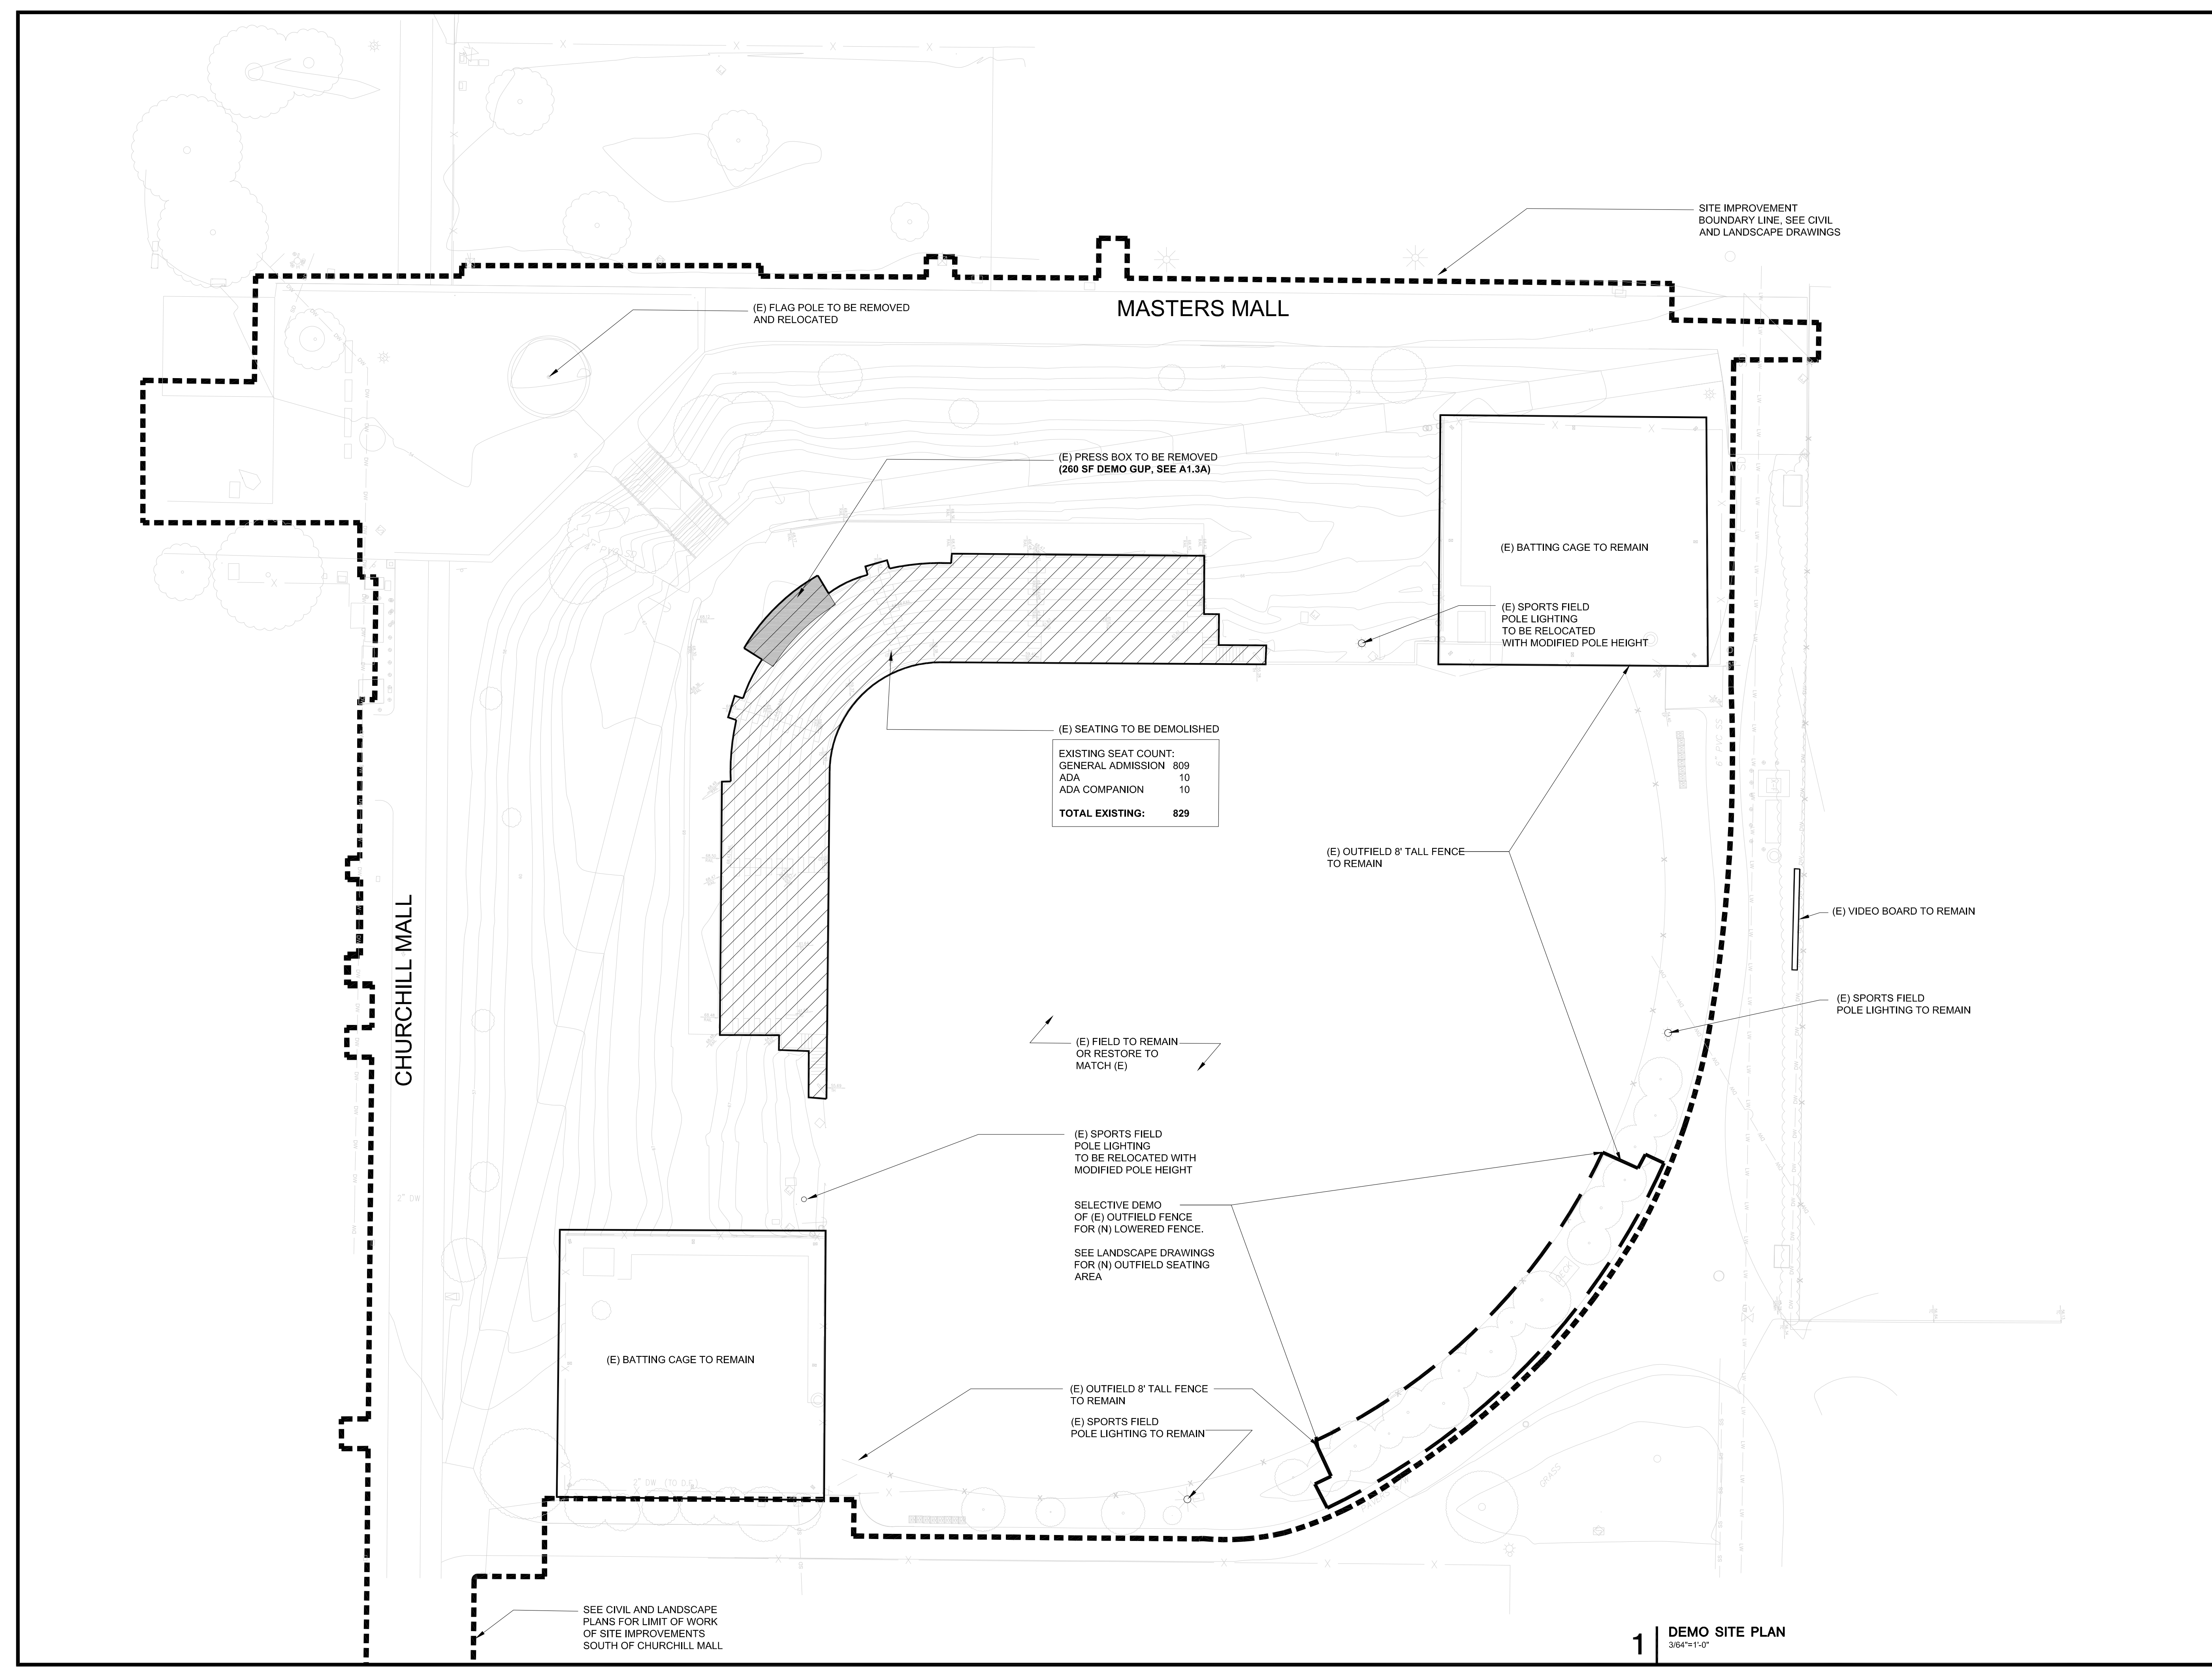 SITE IMPROVEMENT
BOUNDARY LINE, SEE CIVIL
AND LANDSCAPE DRAWINGS
(E) FLAG POLE TO BE REMOVED
AND RELOCATED
MASTERS MALL
(E) PRESS BOX TO BE REMOVED
(260 SF DEMO GUP, SEE A1.3A)
(E) BATTING CAGE TO REMAIN
(E) SPORTS FIELD
POLE LIGHTING
TO BE RELOCATED
WITH MODIFIED POLE HEIGHT
(E) SEATING TO BE DEMOLISHED
EXISTING SEAT COUNT:
GENERAL ADMISSION 809
ADA 10
ADA COMPANION 10
TOTAL EXISTING: 829
(E) OUTFIELD 8' TALL FENCE
TO REMAIN
(E) VIDEO BOARD TO REMAIN
CHURCHILL MALL
(E) SPORTS FIELD
POLE LIGHTING TO REMAIN
(E) FIELD TO REMAIN
OR RESTORE TO
MATCH (E)
(E) SPORTS FIELD
POLE LIGHTING
TO BE RELOCATED WITH
MODIFIED POLE HEIGHT
2" DW
SELECTIVE DEMO
OF (E) OUTFIELD FENCE
FOR (N) LOWERED FENCE.
SEE LANDSCAPE DRAWINGS
FOR (N) OUTFIELD SEATING
AREA
(E) BATTING CAGE TO REMAIN
(E) OUTFIELD 8' TALL FENCE
TO REMAIN
(E) SPORTS FIELD
POLE LIGHTING TO REMAIN
2" DW (TO D.F.)
GRASS
SEE CIVIL AND LANDSCAPE
PLANS FOR LIMIT OF WORK
OF SITE IMPROVEMENTS
SOUTH OF CHURCHILL MALL
1
DEMO SITE PLAN
3/64"=1'-0"